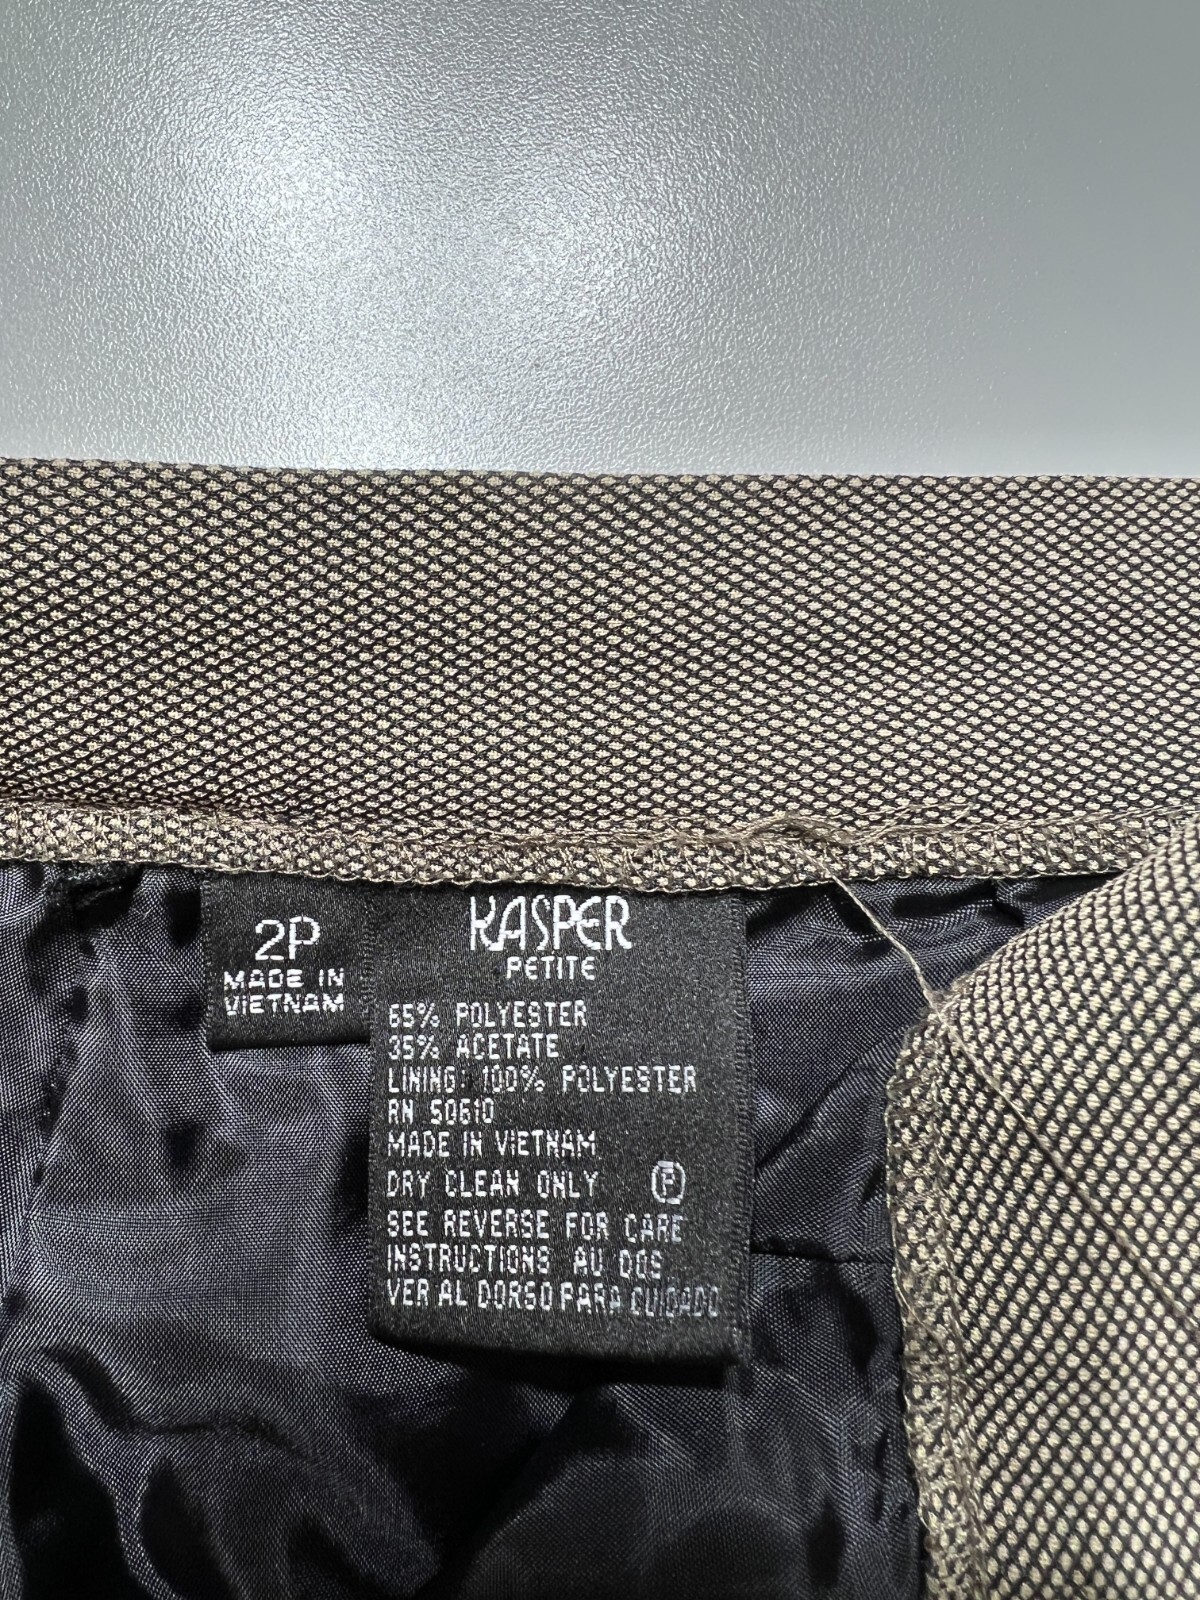 2P
MADE IN
VIETNAM
KASPER
PETITE
65% POLYESTER
35% ACETATE
LINING: 100% POLYESTER
RN 50610
MADE IN VIETNAM
DRY CLEAN ONLY Ⓟ
SEE REVERSE FOR CARE
INSTRUCTIONS AU DOS
VER AL DORSO PARA CUIDADO